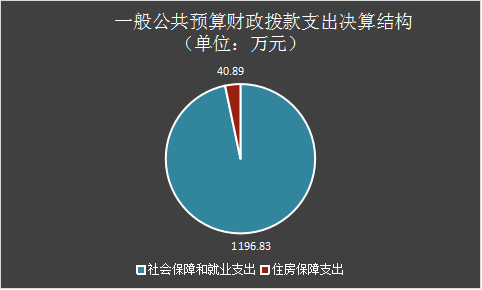 一般公共预算财政拨款支出决算结构
（单位：万元）
40.89
1196.83
社会保障和就业支出 住房保障支出